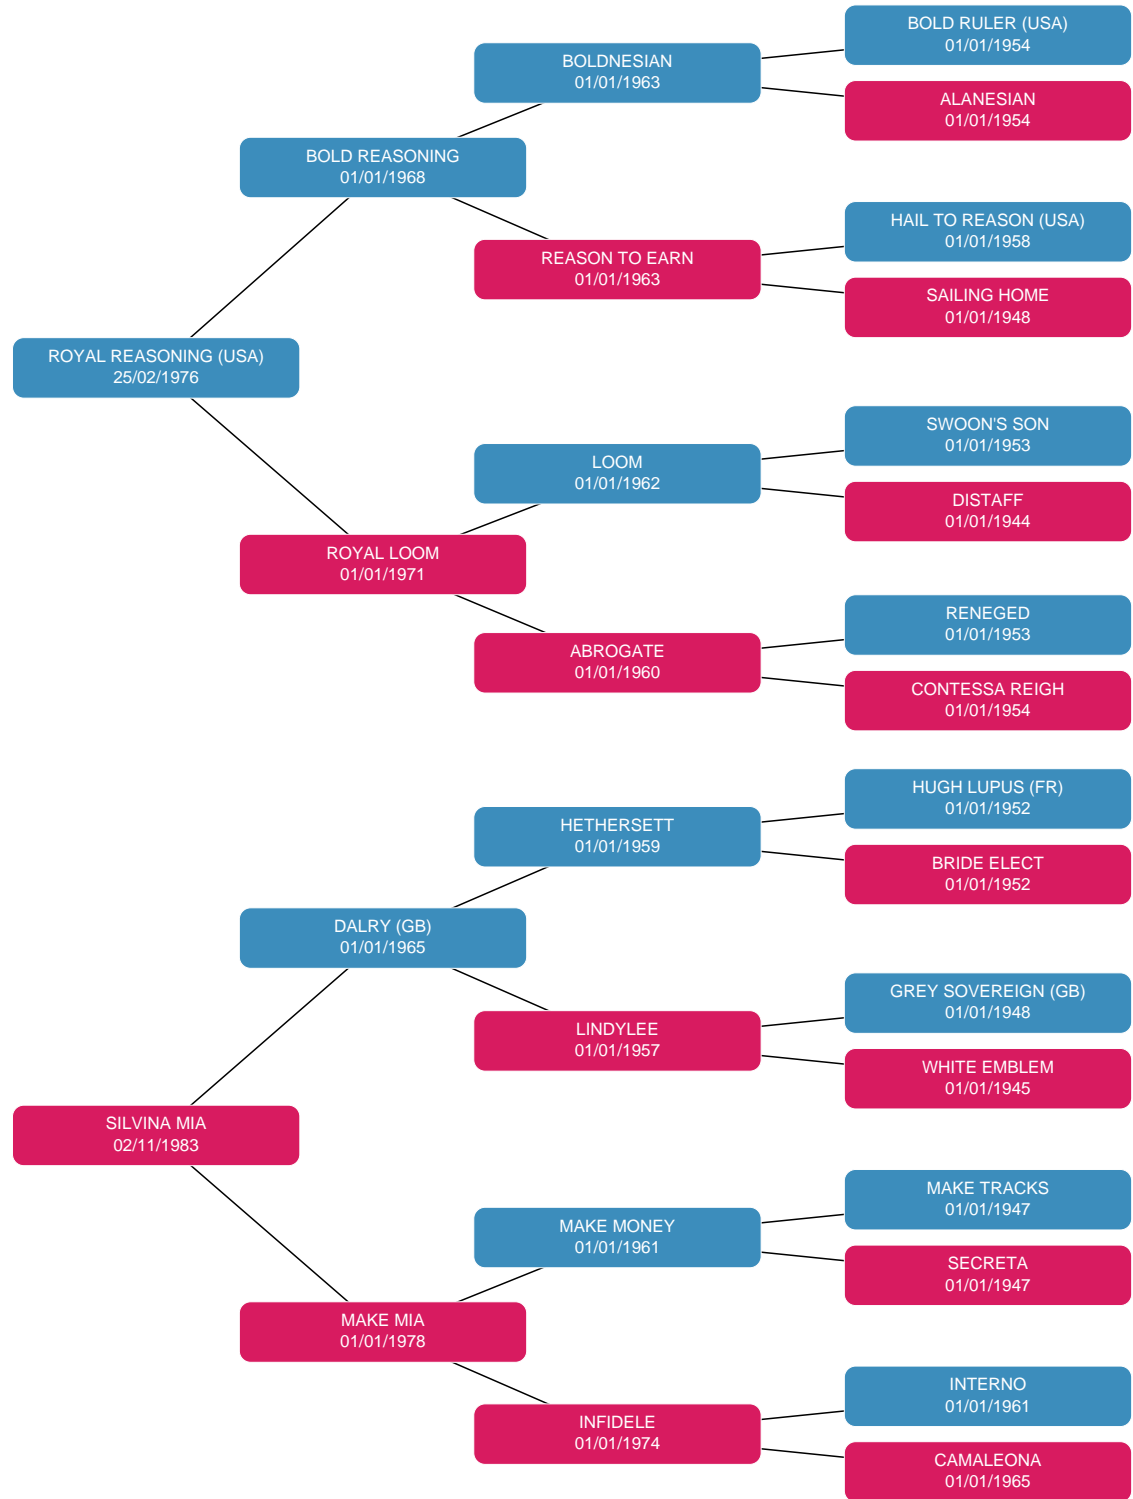 BOLD RULER (USA)
01/01/1954
BOLDNESIAN
01/01/1963
ALANESIAN
01/01/1954
BOLD REASONING
01/01/1968
HAIL TO REASON (USA)
01/01/1958
REASON TO EARN
01/01/1963
SAILING HOME
01/01/1948
ROYAL REASONING (USA)
25/02/1976
SWOON'S SON
01/01/1953
LOOM
01/01/1962
DISTAFF
01/01/1944
ROYAL LOOM
01/01/1971
RENEGED
01/01/1953
ABROGATE
01/01/1960
CONTESSA REIGH
01/01/1954
HUGH LUPUS (FR)
01/01/1952
HETHERSETT
01/01/1959
BRIDE ELECT
01/01/1952
DALRY (GB)
01/01/1965
GREY SOVEREIGN (GB)
01/01/1948
LINDYLEE
01/01/1957
WHITE EMBLEM
01/01/1945
SILVINA MIA
02/11/1983
MAKE TRACKS
01/01/1947
MAKE MONEY
01/01/1961
SECRETA
01/01/1947
MAKE MIA
01/01/1978
INTERNO
01/01/1961
INFIDELE
01/01/1974
CAMALEONA
01/01/1965